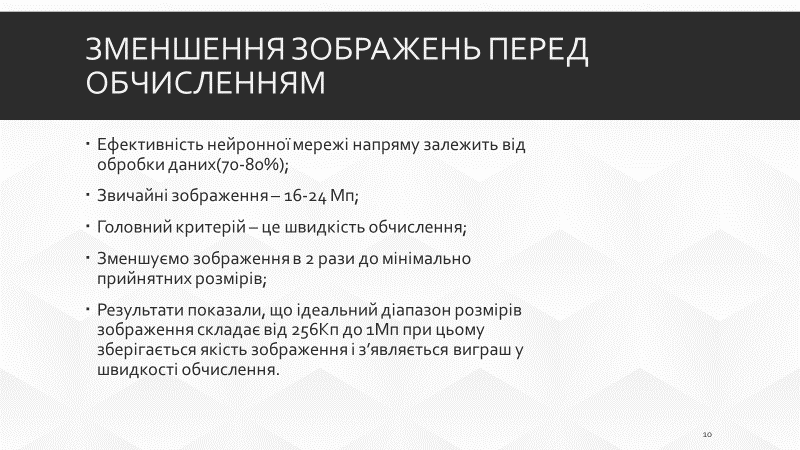 ЗМЕНШЕННЯ ЗОБРАЖЕНЬ ПЕРЕД
ОБЧИСЛЕННЯМ
▪ Ефективність нейронної мережі напряму залежить від
обробки даних(70-80%);
▪ Звичайні зображення – 16-24 Мп;
▪ Головний критерій – це швидкість обчислення;
▪ Зменшуємо зображення в 2 рази до мінімально
прийнятних розмірів;
▪ Результати показали, що ідеальний діапазон розмірів
зображення складає від 256Кп до 1Мп при цьому
зберігається якість зображення і з’являється виграш у
швидкості обчислення.
10